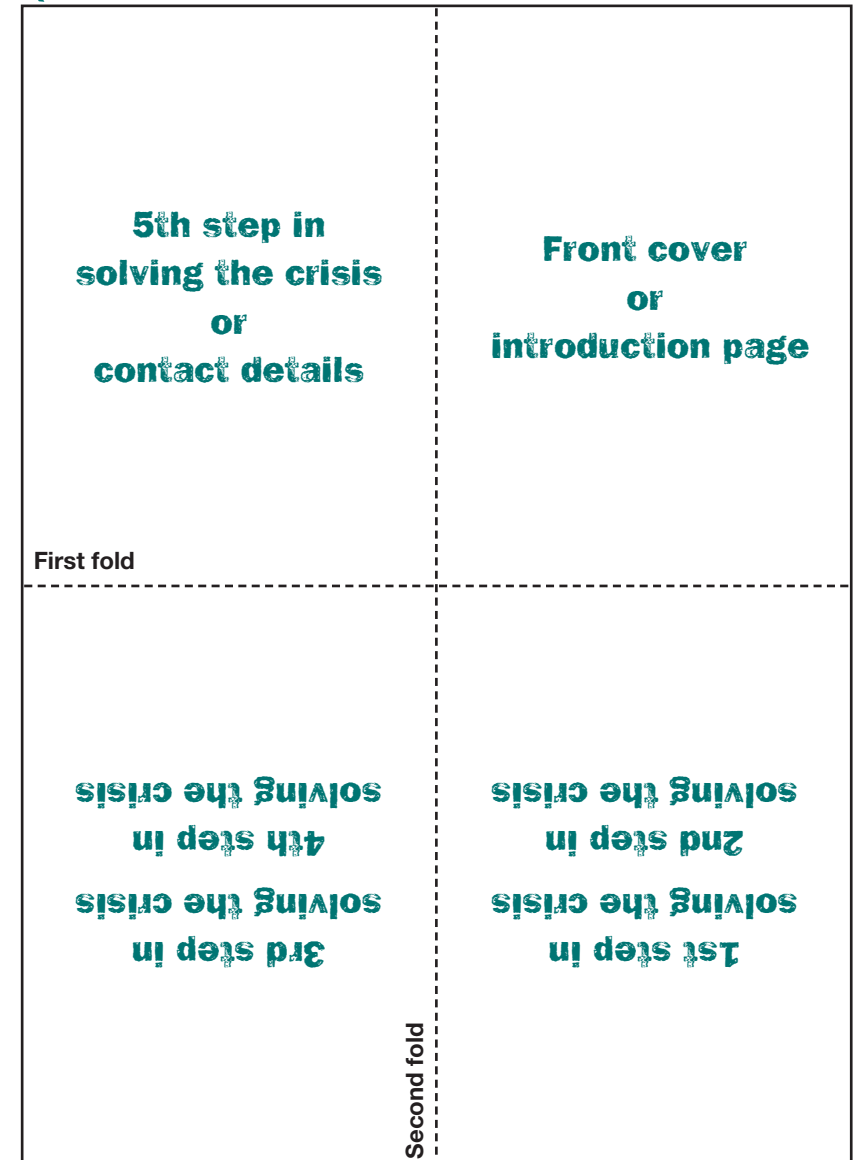 5th step in
solving the crisis
or
contact details
Front cover
or
introduction page
First fold
3rd step in
solving the crisis
4th step in
solving the crisis
1st step in
solving the crisis
2nd step in
solving the crisis
Second fold